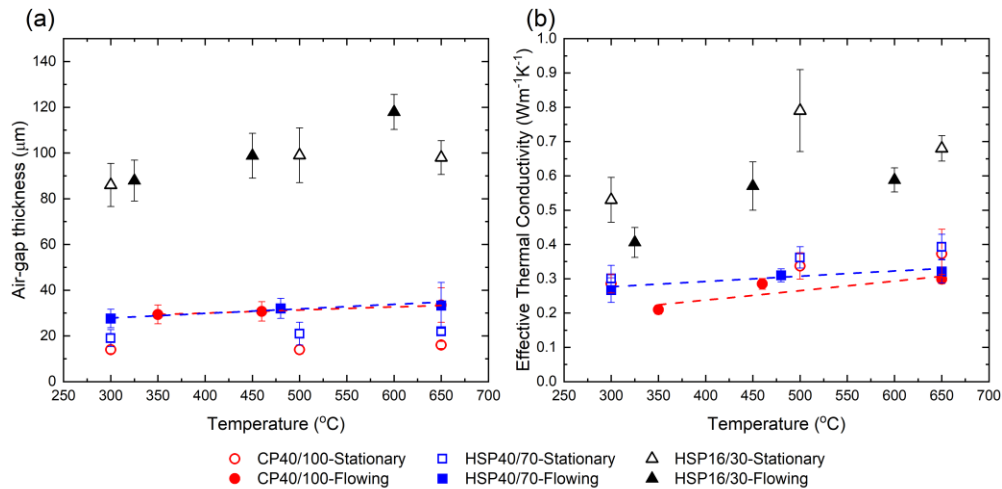 (a)
(b)
140
120
100
80
60
40
20
0
Air-gap thickness (μm)
250 300 350 400 450 500 550 600 650 700
Temperature (°C)
1.0
0.9
0.8
0.7
0.6
0.5
0.4
0.3
0.2
0.1
0.0
Effective Thermal Conductivity (Wm⁻¹K⁻¹)
250 300 350 400 450 500 550 600 650 700
Temperature (°C)
CP40/100-Stationary HSP40/70-Stationary HSP16/30-Stationary
CP40/100-Flowing HSP40/70-Flowing HSP16/30-Flowing